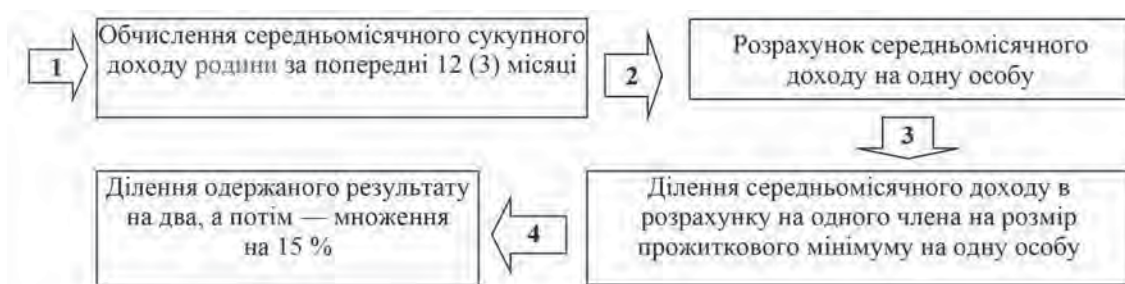 1
Обчислення середньомісячного сукупного
доходу родини за попередні 12 (3) місяці
2
Розрахунок середньомісячного
доходу на одну особу
3
Ділення середньомісячного доходу в
розрахунку на одного члена на розмір
прожиткового мінімуму на одну особу
4
Ділення одержаного результату
на два, а потім — множення
на 15 %